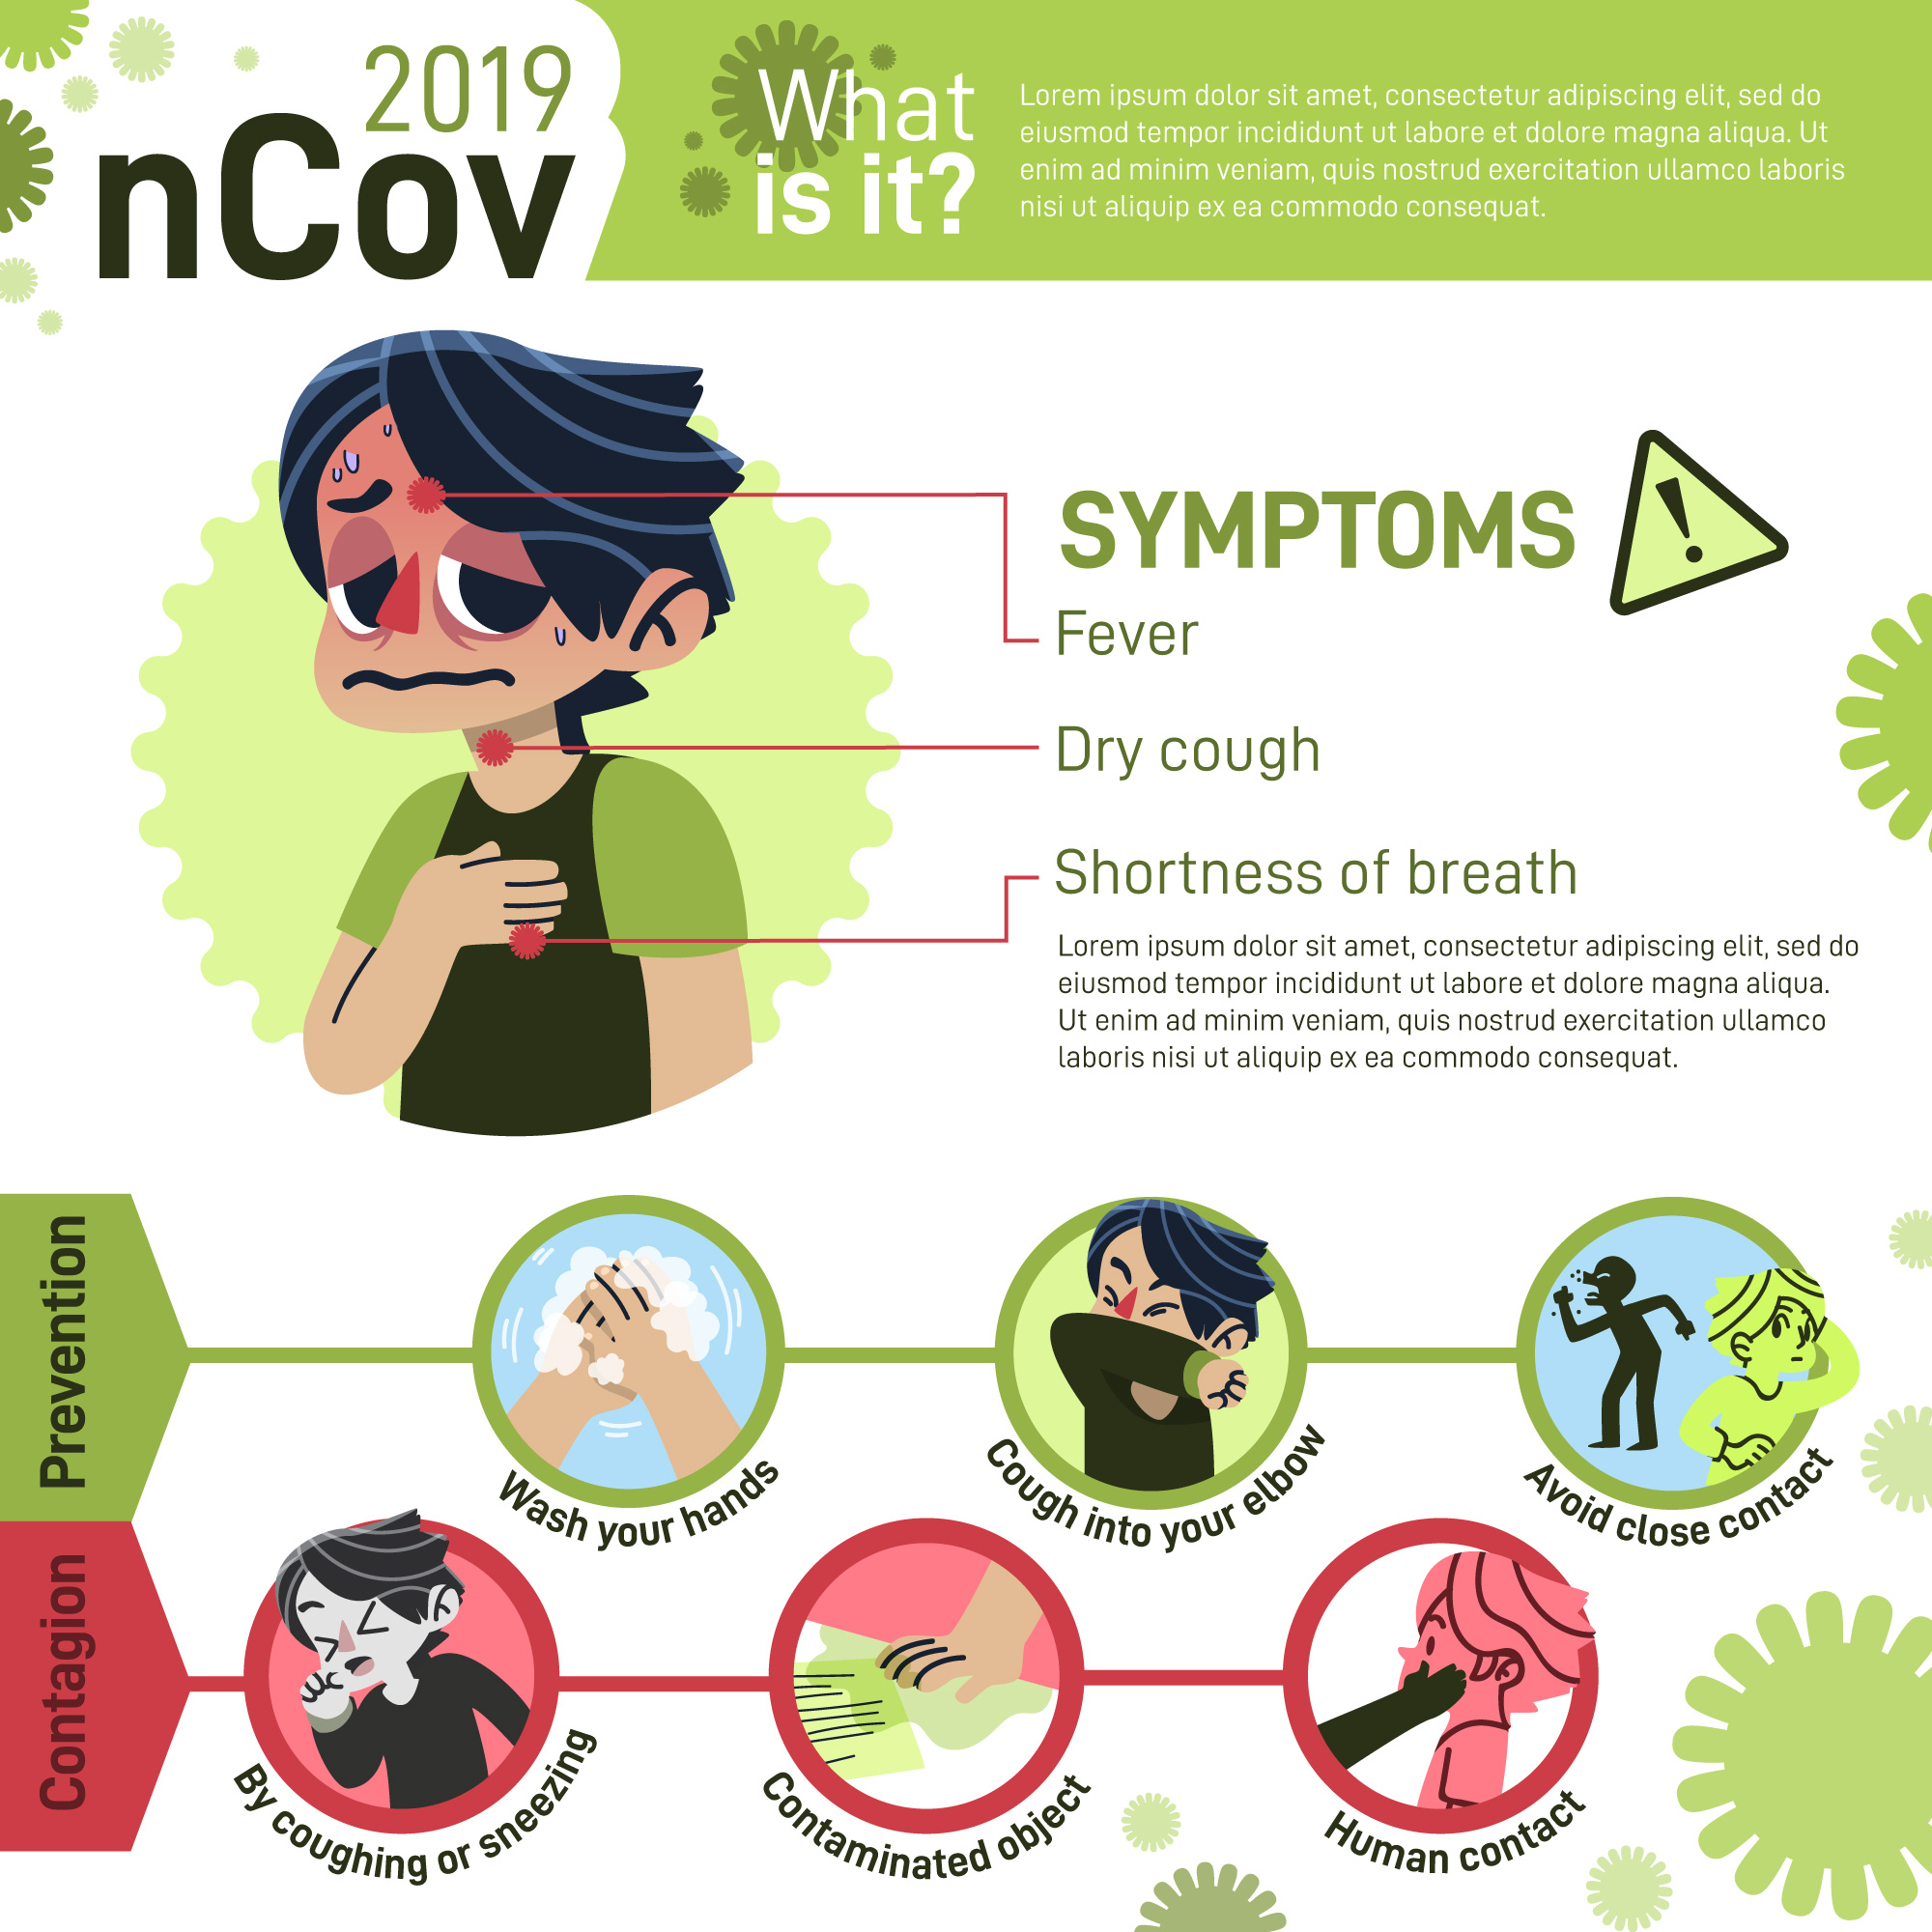 2019
nCov
What
is it?
Lorem ipsum dolor sit amet, consectetur adipiscing elit, sed do
eiusmod tempor incididunt ut labore et dolore magna aliqua. Ut
enim ad minim veniam, quis nostrud exercitation ullamco laboris
nisi ut aliquip ex ea commodo consequat.
SYMPTOMS
!
Fever
Dry cough
Shortness of breath
Lorem ipsum dolor sit amet, consectetur adipiscing elit, sed do
eiusmod tempor incididunt ut labore et dolore magna aliqua.
Ut enim ad minim veniam, quis nostrud exercitation ullamco
laboris nisi ut aliquip ex ea commodo consequat.
Prevention
Wash your hands
Cough into your elbow
Avoid close contact
Contagion
By coughing or sneezing
Contaminated object
Human contact